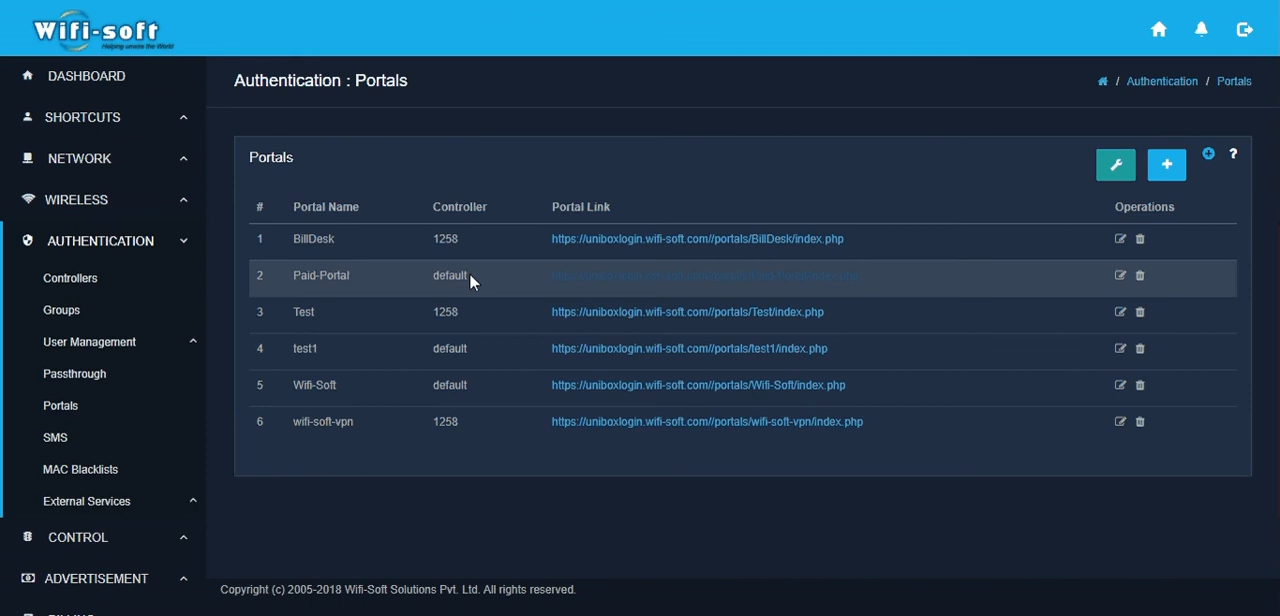 Wifi-soft
Helping unwire the World
DASHBOARD
SHORTCUTS
NETWORK
WIRELESS
AUTHENTICATION
Controllers
Groups
User Management
Passthrough
Portals
SMS
MAC Blacklists
External Services
CONTROL
ADVERTISEMENT
Authentication : Portals
/ Authentication / Portals
Portals
?
# Portal Name Controller Portal Link Operations
1 BillDesk 1258 https://uniboxlogin.wifi-soft.com//portals/BillDesk/index.php
2 Paid-Portal default
3 Test 1258 https://uniboxlogin.wifi-soft.com//portals/Test/index.php
4 test1 default https://uniboxlogin.wifi-soft.com//portals/test1/index.php
5 Wifi-Soft default https://uniboxlogin.wifi-soft.com//portals/Wifi-Soft/index.php
6 wifi-soft-vpn 1258 https://uniboxlogin.wifi-soft.com//portals/wifi-soft-vpn/index.php
Copyright (c) 2005-2018 Wifi-Soft Solutions Pvt. Ltd. All rights reserved.